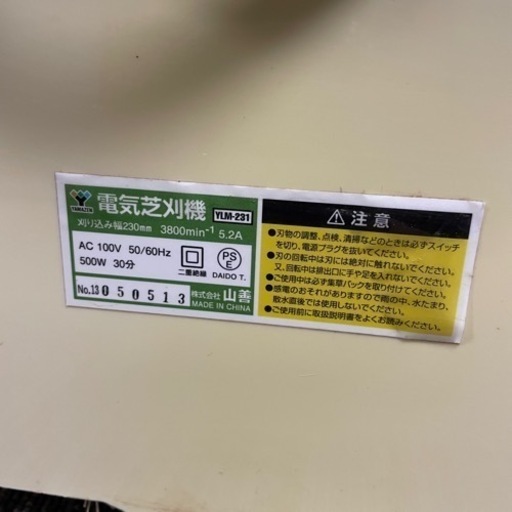 YAMAZEN
電気芝刈機 YLM-231
刈り込み幅230mm 3800min⁻¹ 5.2A
AC 100V 50/60Hz
500W 30分
二重絶縁
PS
E
DAIDO T.
No.13 050513
株式会社 山善
MADE IN CHINA
⚠注意
●刃物の調整、点検、清掃などのときは必ずスイッチ
を切り、電源プラグを抜いてください。
●刃の回転中は刃には絶対に触れないでください。
又、回転中は排出口に手や足を入れないでください。
●ご使用中は必ず集草バックを取り付けてください。
●感電のおそれがありますので雨の中、水たまり、
散水直後では使用しないでください。
●ご使用前に取扱説明書をよくお読みください。